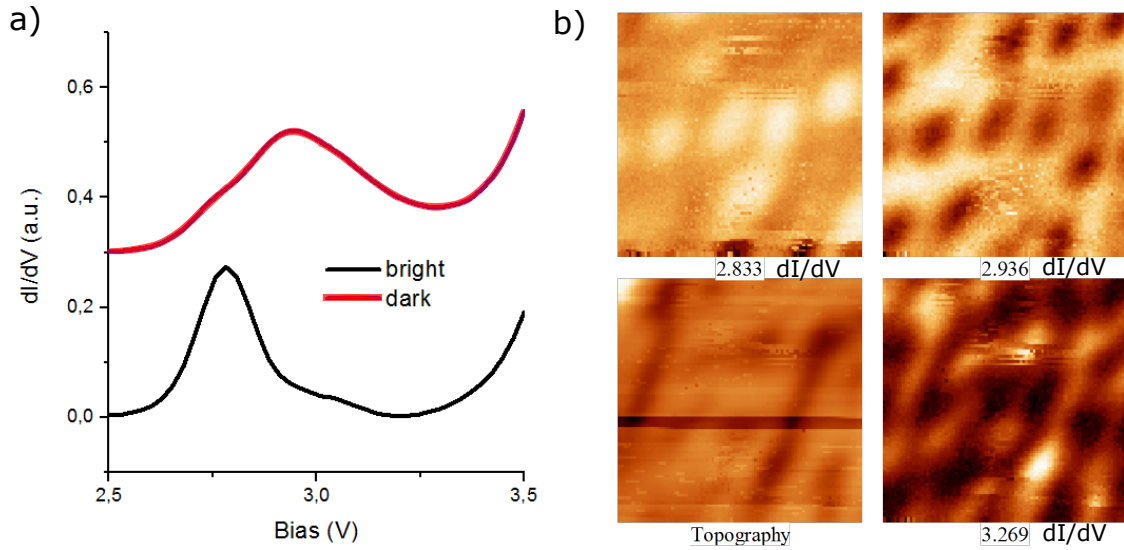 a)
dI/dV (a.u.)
0,6
0,4
0,2
0,0
bright
dark
2,5
3,0
3,5
Bias (V)
b)
2.833 dI/dV
2.936 dI/dV
Topography
3.269 dI/dV